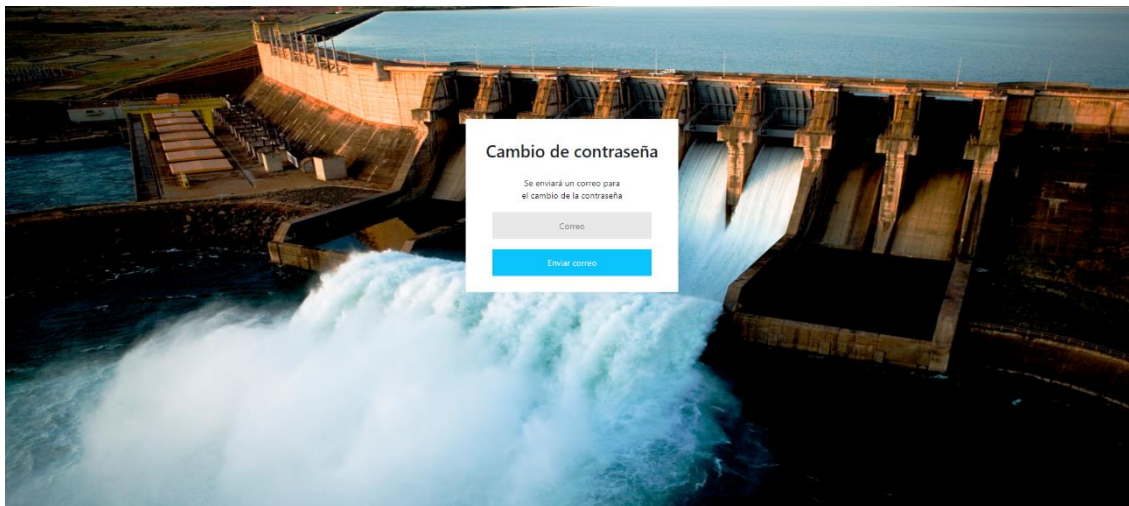 Cambio de contraseña
Se enviará un correo para
el cambio de la contraseña
Correo
Enviar correo